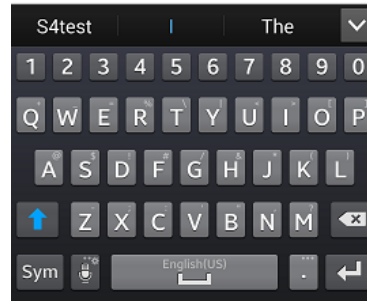 S4test I The
1 2 3 4 5 6 7 8 9 0
Q W E R T Y U I O P
A S D F G H J K L
Z X C V B N M
Sym English(US) .